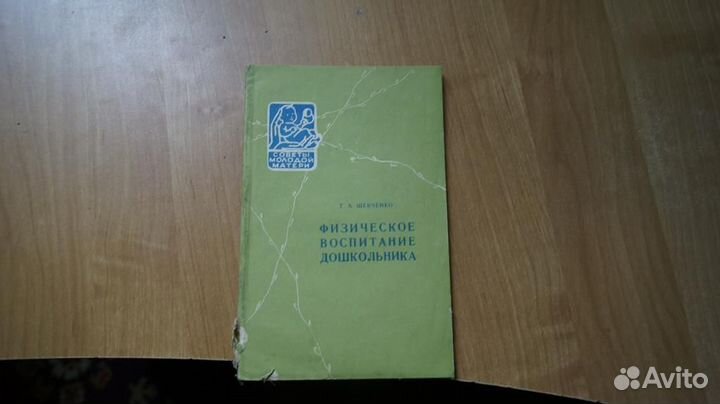 СОВЕТЫ
МОЛОДОЙ
МАТЕРИ
Т. А. ШЕВЧЕНКО
ФИЗИЧЕСКОЕ
ВОСПИТАНИЕ
ДОШКОЛЬНИКА
Avito